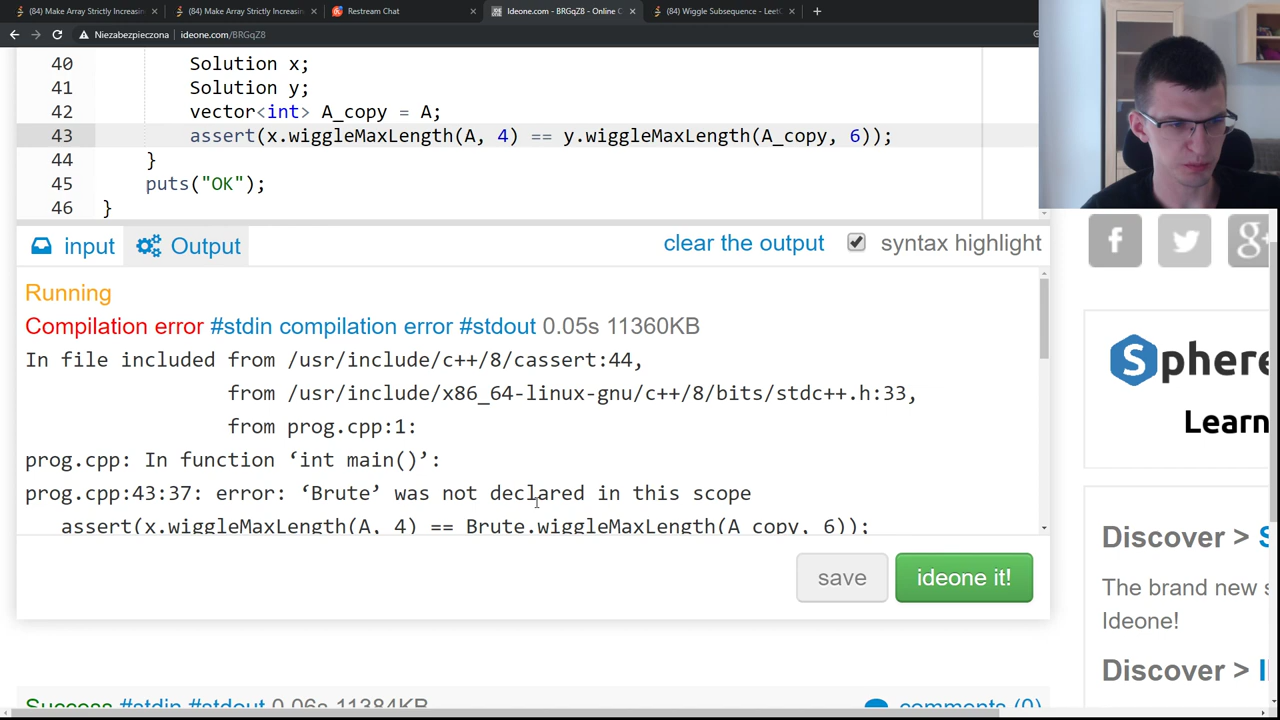 (84) Make Array Strictly Increasin
(84) Make Array Strictly Increasin
Restream Chat
Ideone.com - BRGqZ8 - Online C
(84) Wiggle Subsequence - Leet
Niezabezpieczona
ideone.com/BRGqZ8
40 Solution x;
41 Solution y;
42 vector<int> A_copy = A;
43 assert(x.wiggleMaxLength(A, 4) == y.wiggleMaxLength(A_copy, 6));
44 }
45 puts("OK");
46 }
input Output clear the output syntax highlight
Running
Compilation error #stdin compilation error #stdout 0.05s 11360KB
In file included from /usr/include/c++/8/cassert:44,
from /usr/include/x86_64-linux-gnu/c++/8/bits/stdc++.h:33,
from prog.cpp:1:
prog.cpp: In function ‘int main()’:
prog.cpp:43:37: error: ‘Brute’ was not declared in this scope
assert(x.wiggleMaxLength(A, 4) == Brute.wiggleMaxLength(A_copy, 6));
save ideone it!
Success #stdin #stdout 0.06s 11384KB
comments (0)
Sphere
Learn
Discover > S
The brand new s
Ideone!
Discover > I